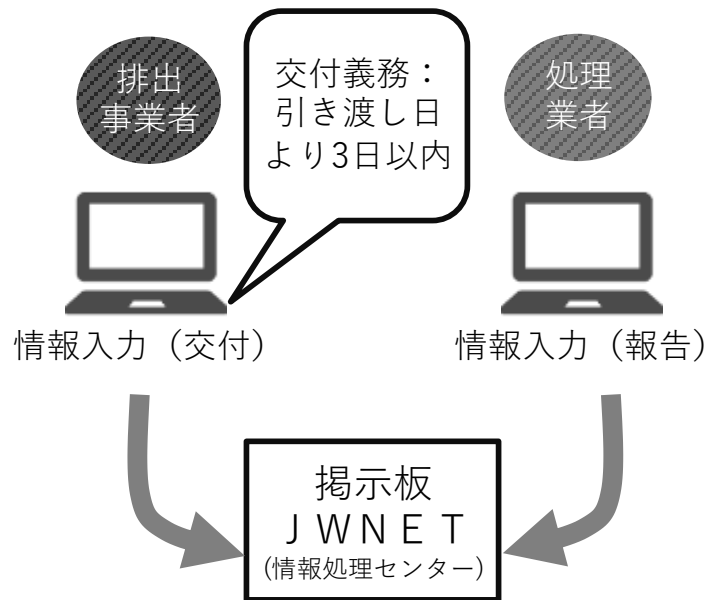 排出
事業者
交付義務：
引き渡し日
より3日以内
処理
業者
情報入力（交付）
情報入力（報告）
掲示板
ＪＷＮＥＴ
(情報処理センター)